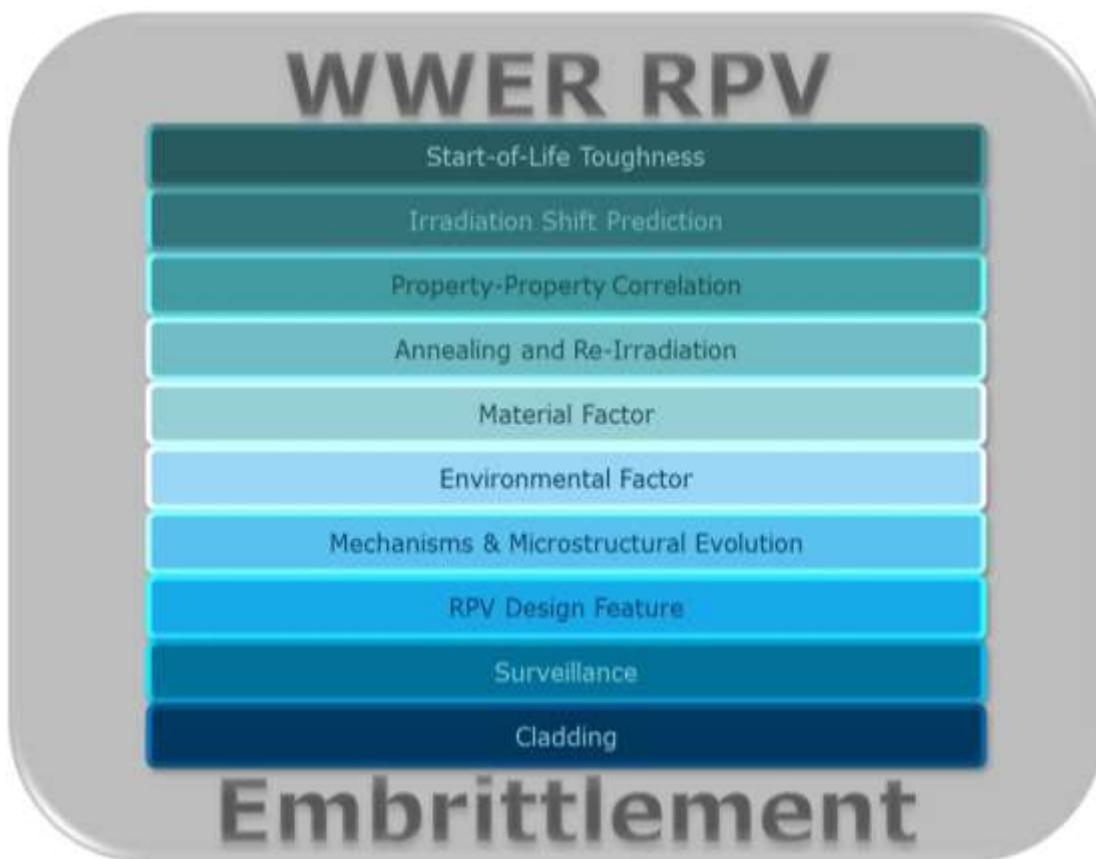 WWER RPV
Start-of-Life Toughness
Irradiation Shift Prediction
Property-Property Correlation
Annealing and Re-Irradiation
Material Factor
Environmental Factor
Mechanisms & Microstructural Evolution
RPV Design Feature
Surveillance
Cladding
Embrittlement